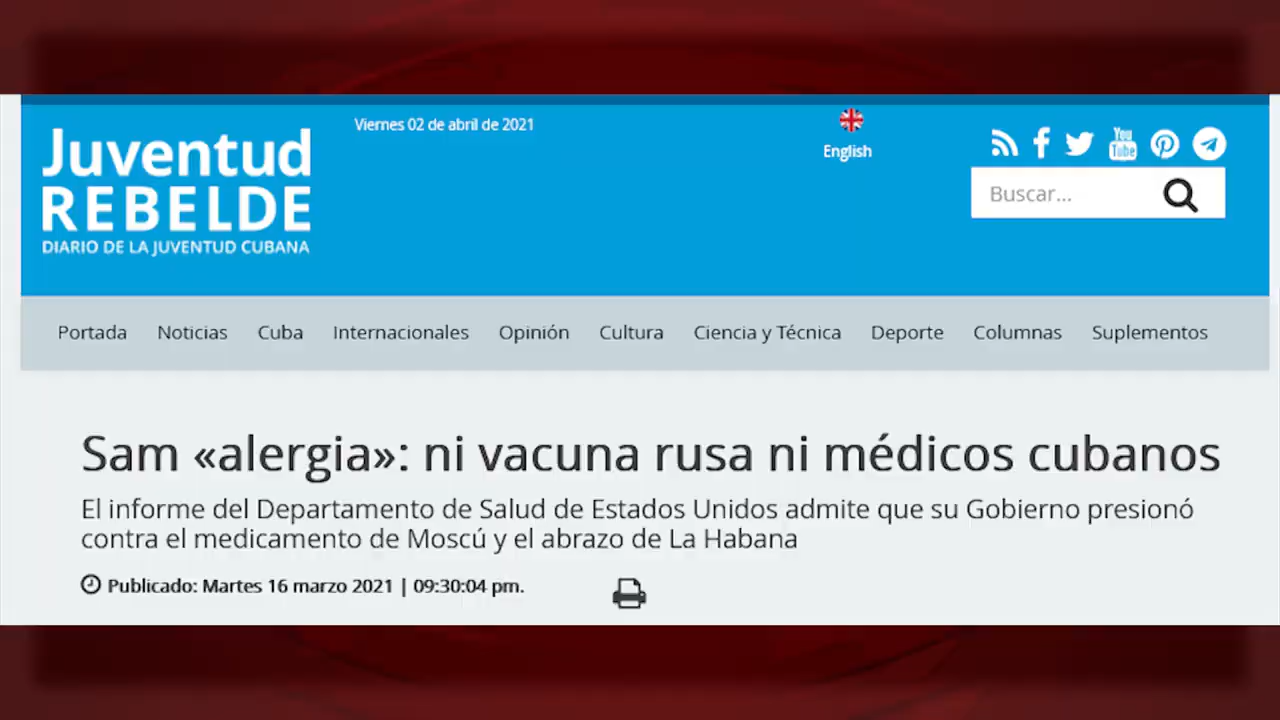 Viernes 02 de abril de 2021
Juventud
REBELDE
DIARIO DE LA JUVENTUD CUBANA
English
You
Tube
Buscar...
Portada Noticias Cuba Internacionales Opinión Cultura Ciencia y Técnica Deporte Columnas Suplementos
Sam «alergia»: ni vacuna rusa ni médicos cubanos
El informe del Departamento de Salud de Estados Unidos admite que su Gobierno presionó
contra el medicamento de Moscú y el abrazo de La Habana
Publicado: Martes 16 marzo 2021 | 09:30:04 pm.